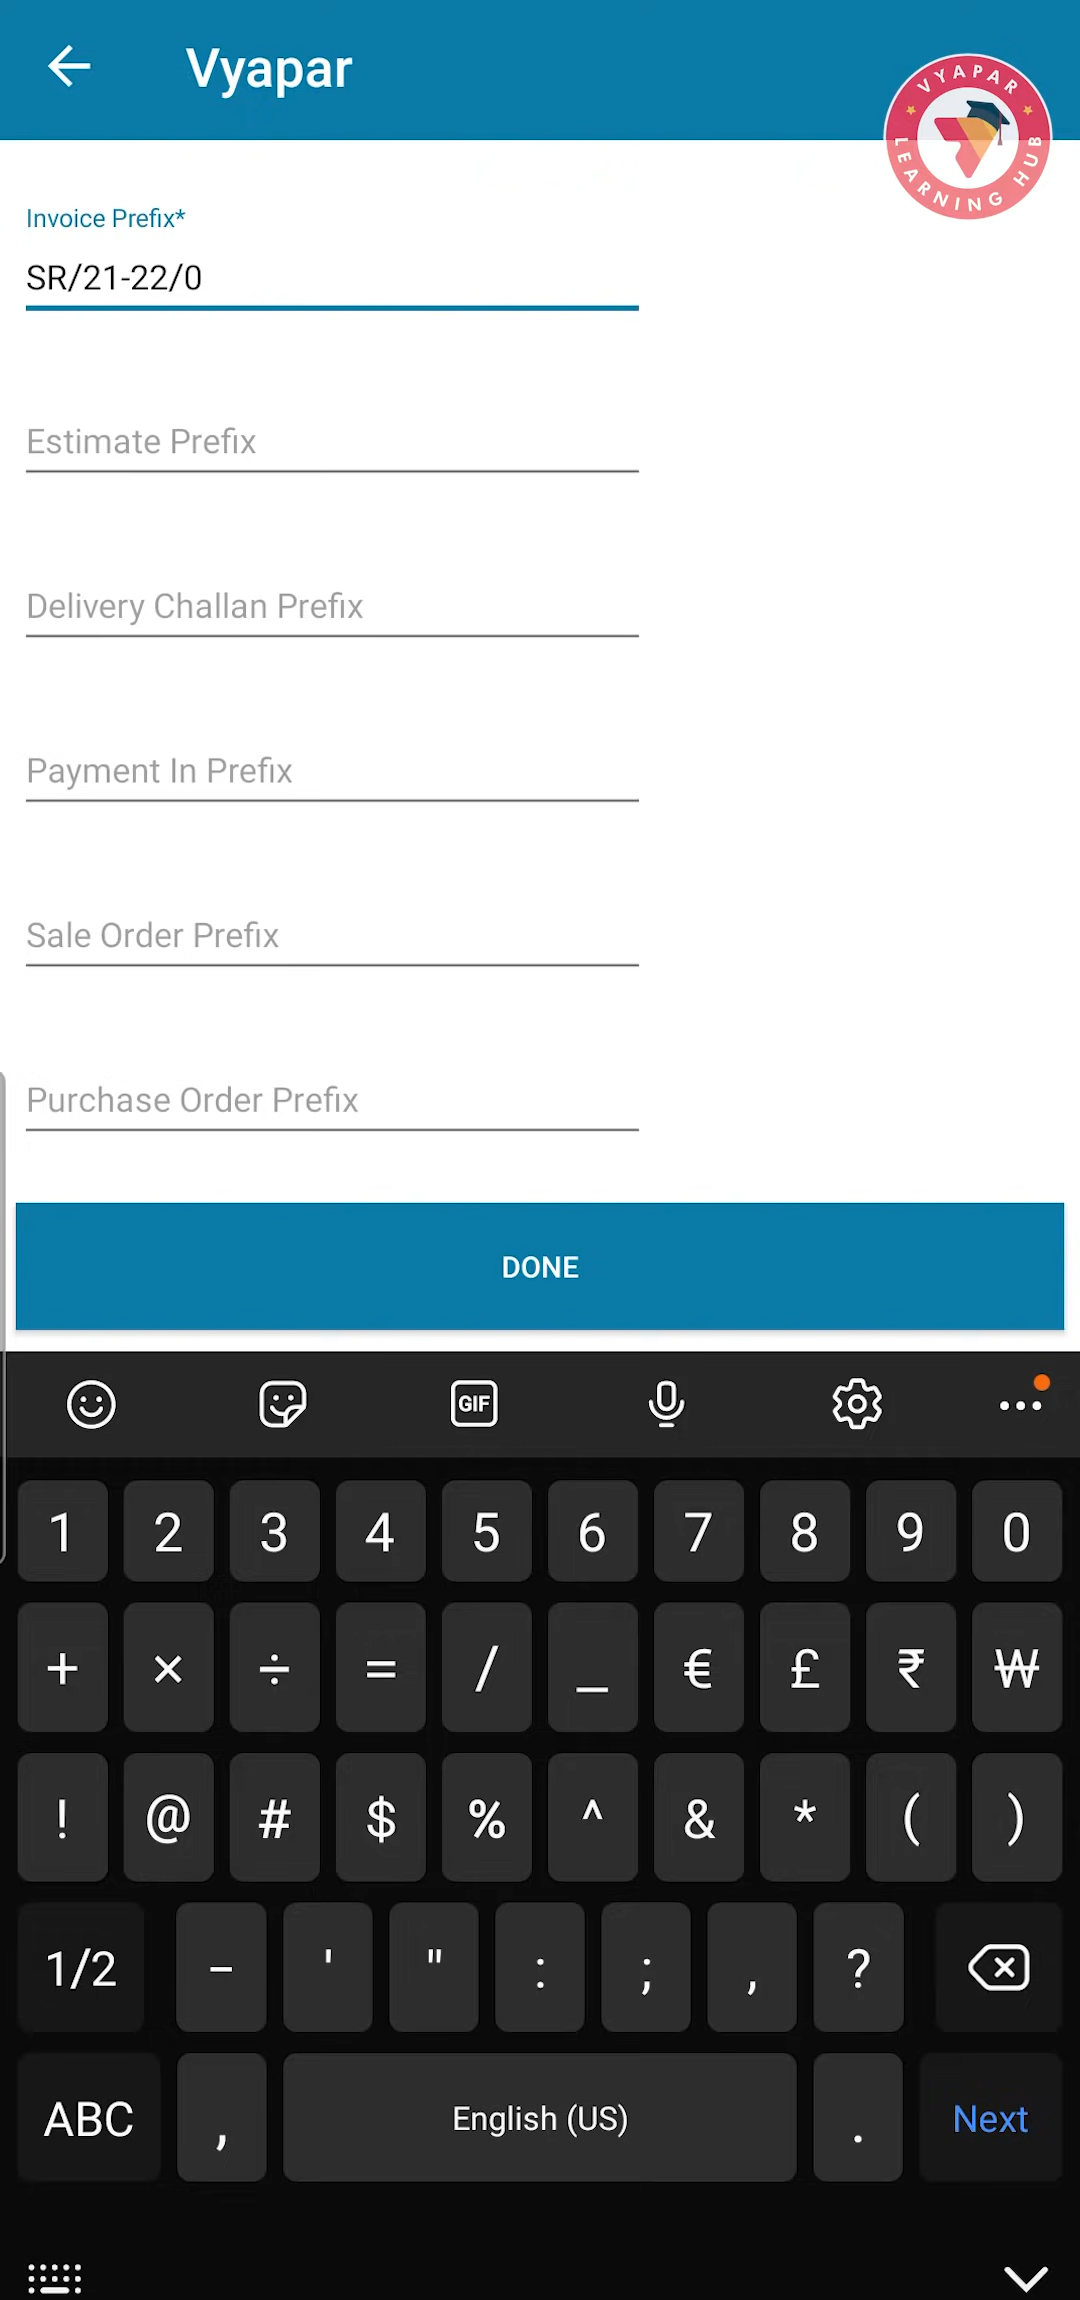 Vyapar
VYAPAR
LEARNING HUB
Invoice Prefix*
SR/21-22/0
Estimate Prefix
Delivery Challan Prefix
Payment In Prefix
Sale Order Prefix
Purchase Order Prefix
DONE
GIF
1 2 3 4 5 6 7 8 9 0
+ × ÷ = / _ € £ ₹ ₩
! @ # $ % ^ & * ( )
1/2 - ' " : ; , ?
ABC , English (US) . Next